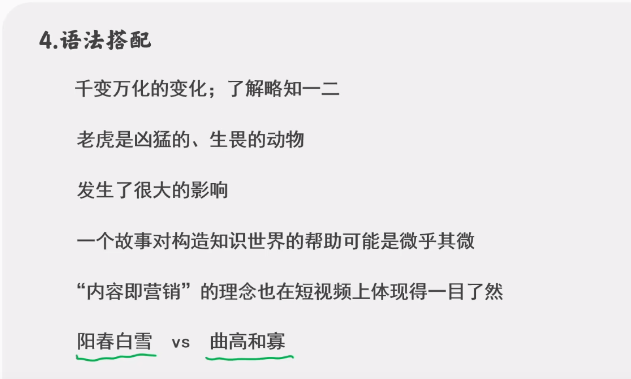 4.语法搭配
千变万化的变化；了解略知一二
老虎是凶猛的、生畏的动物
发生了很大的影响
一个故事对构造知识世界的帮助可能是微乎其微
“内容即营销”的理念也在短视频上体现得一目了然
阳春白雪 vs 曲高和寡